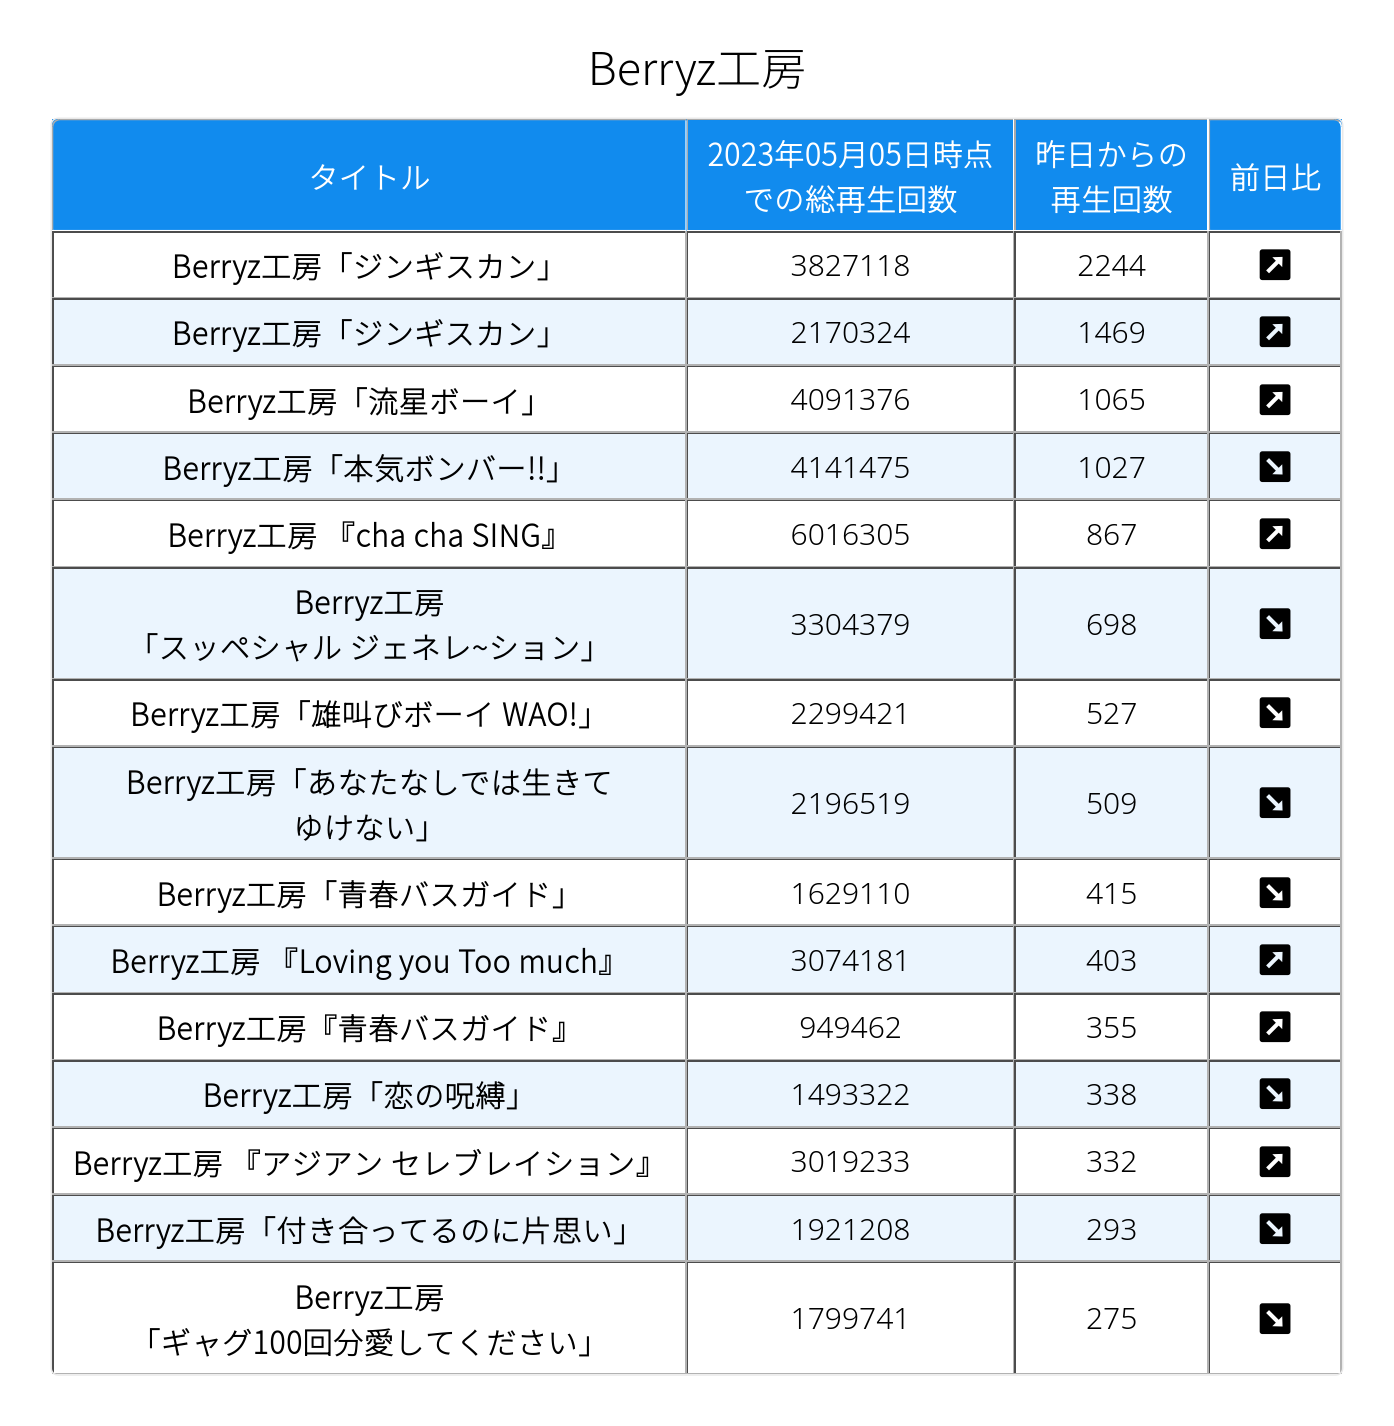 Berryz工房
タイトル
2023年05月05日時点
での総再生回数
昨日からの
再生回数
前日比
Berryz工房「ジンギスカン」
3827118
2244
Berryz工房「ジンギスカン」
2170324
1469
Berryz工房「流星ボーイ」
4091376
1065
Berryz工房「本気ボンバー!!」
4141475
1027
Berryz工房 『cha cha SING』
6016305
867
Berryz工房
「スッペシャル ジェネレ~ション」
3304379
698
Berryz工房「雄叫びボーイ WAO!」
2299421
527
Berryz工房「あなたなしでは生きて
ゆけない」
2196519
509
Berryz工房「青春バスガイド」
1629110
415
Berryz工房 『Loving you Too much』
3074181
403
Berryz工房『青春バスガイド』
949462
355
Berryz工房「恋の呪縛」
1493322
338
Berryz工房 『アジアン セレブレイション』
3019233
332
Berryz工房「付き合ってるのに片思い」
1921208
293
Berryz工房
「ギャグ100回分愛してください」
1799741
275